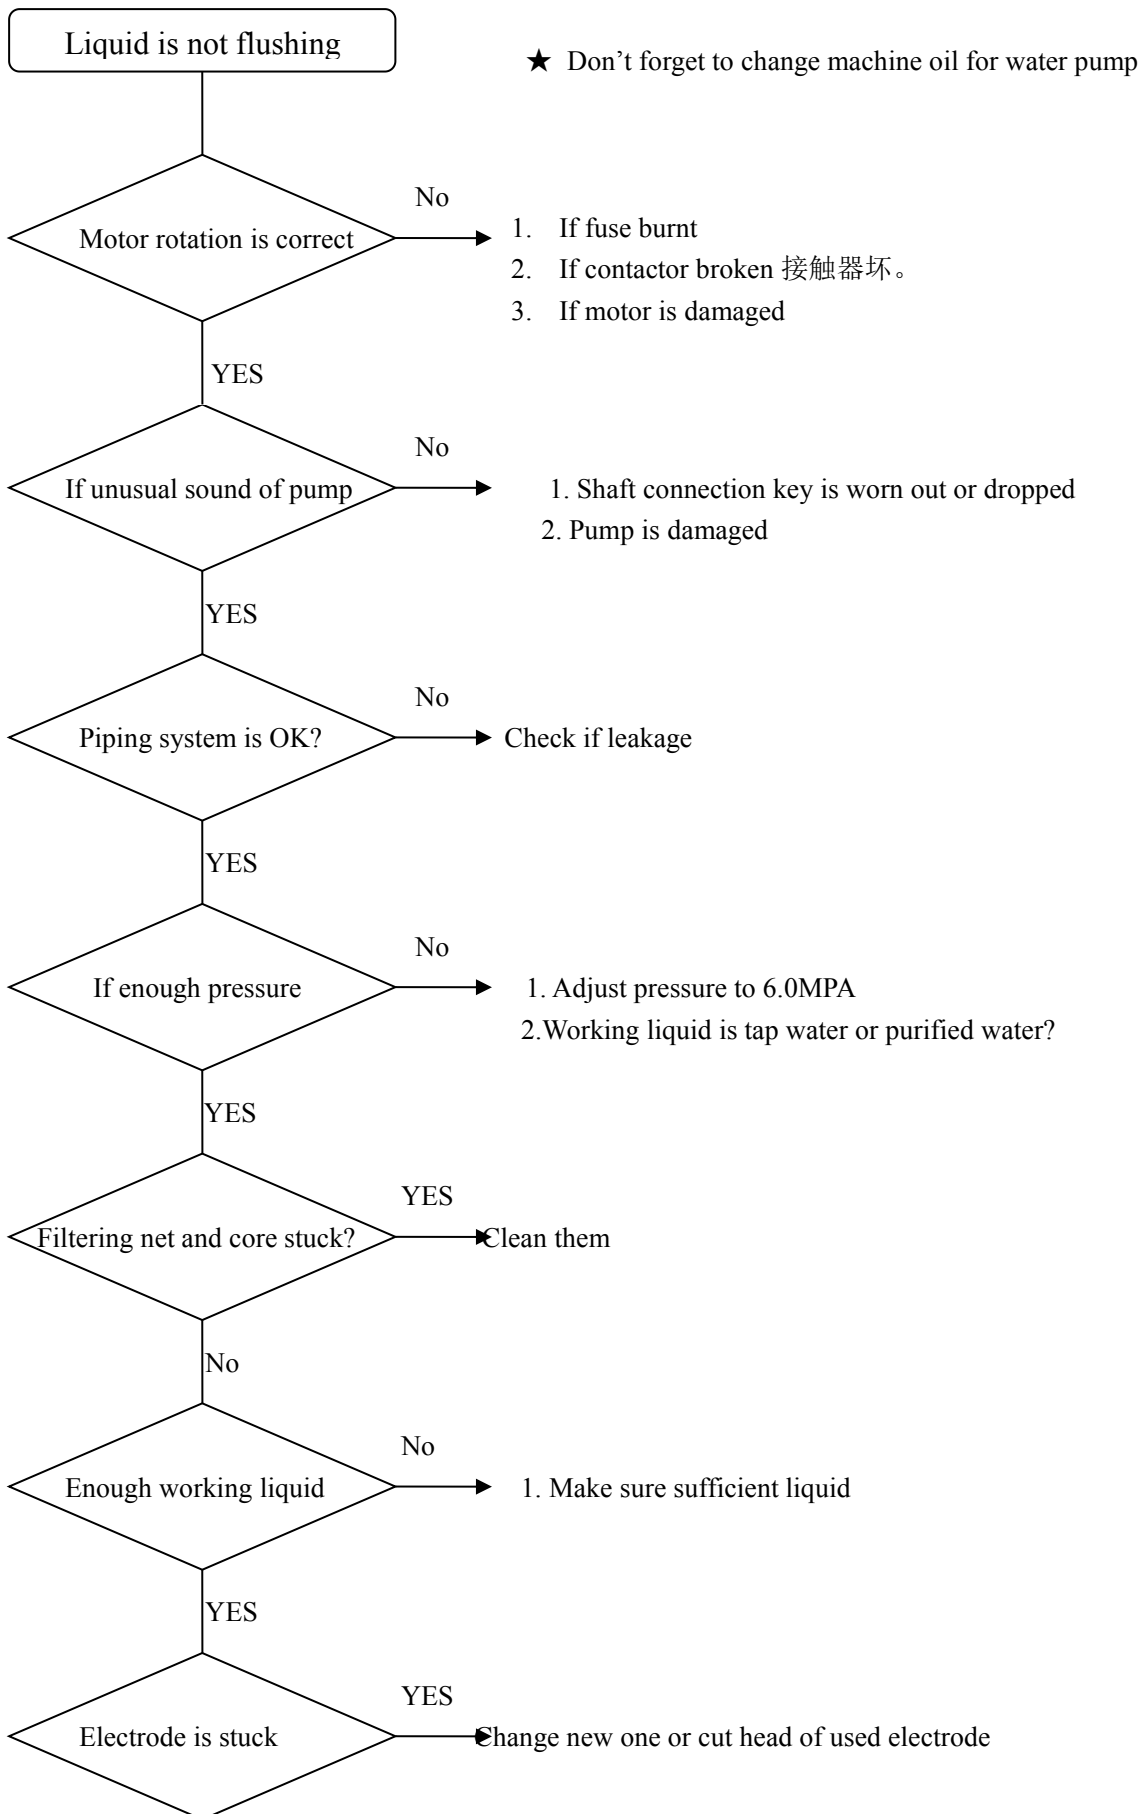 Liquid is not flushing
★ Don’t forget to change machine oil for water pump
Motor rotation is correct
No
1. If fuse burnt
2. If contactor broken 接触器坏。
3. If motor is damaged
YES
If unusual sound of pump
No
1. Shaft connection key is worn out or dropped
2. Pump is damaged
YES
Piping system is OK?
No
Check if leakage
YES
If enough pressure
No
1. Adjust pressure to 6.0MPA
2.Working liquid is tap water or purified water?
YES
Filtering net and core stuck?
YES
Clean them
No
Enough working liquid
No
1. Make sure sufficient liquid
YES
Electrode is stuck
YES
Change new one or cut head of used electrode